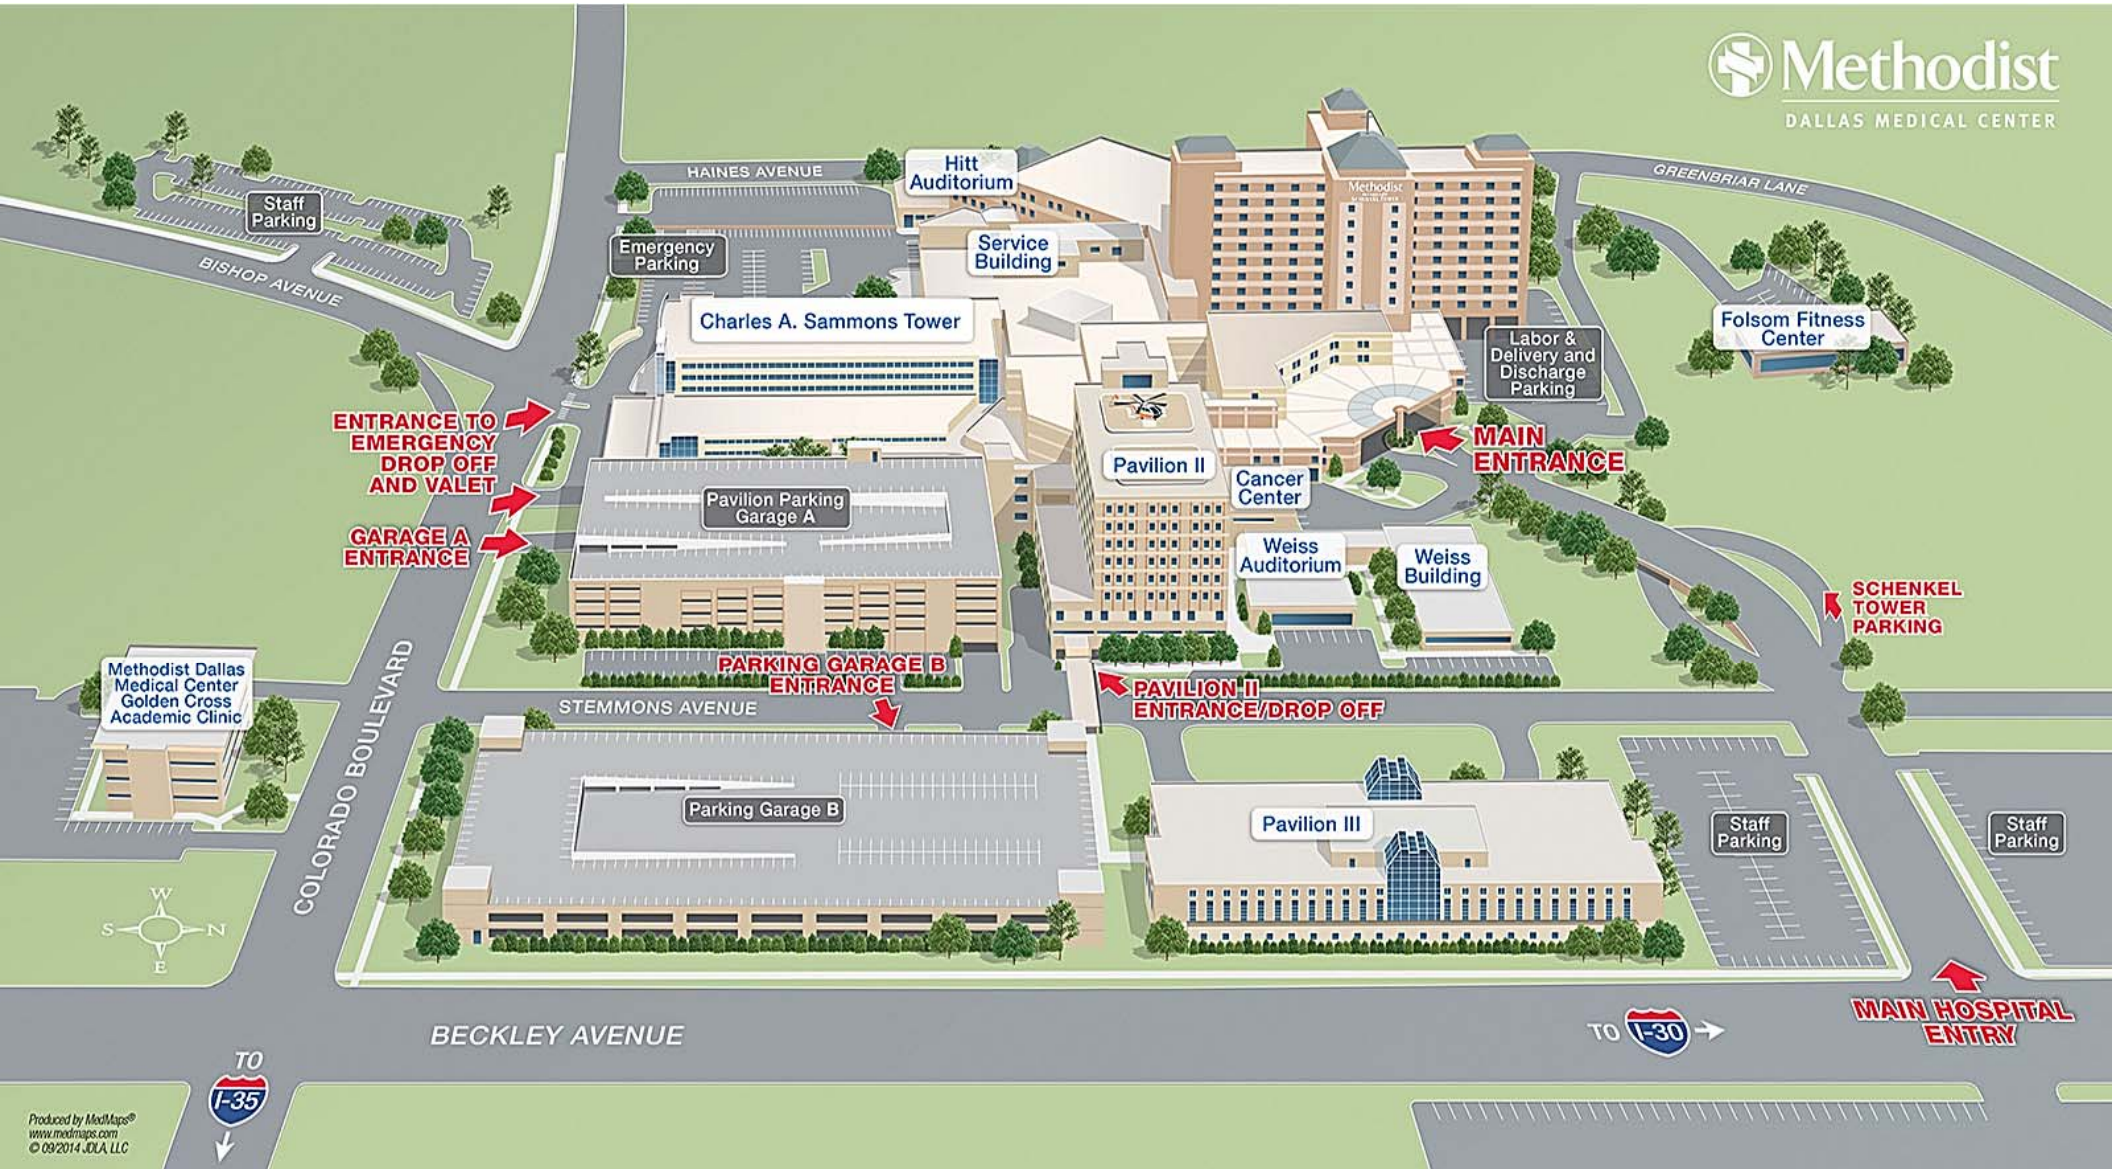 Methodist
DALLAS MEDICAL CENTER
HAINES AVENUE
Hitt
Auditorium
GREENBRIAR LANE
Methodist
Staff
Parking
Emergency
Parking
Service
Building
BISHOP AVENUE
Charles A. Sammons Tower
Folsom Fitness
Center
Labor &
Delivery and
Discharge
Parking
ENTRANCE TO
EMERGENCY
DROP OFF
AND VALET
MAIN
ENTRANCE
Pavilion II
Cancer
Center
Pavilion Parking
Garage A
GARAGE A
ENTRANCE
Weiss
Auditorium
Weiss
Building
SCHENKEL
TOWER
PARKING
Methodist Dallas
Medical Center
Golden Cross
Academic Clinic
PARKING GARAGE B
ENTRANCE
PAVILION II
ENTRANCE/DROP OFF
STEMMONS AVENUE
COLORADO BOULEVARD
Parking Garage B
Pavilion III
Staff
Parking
Staff
Parking
W
S
N
E
MAIN HOSPITAL
ENTRY
BECKLEY AVENUE
TO I-30
TO
I-35
Produced by MedMaps®
www.medmaps.com
© 09/2014 JDLA, LLC